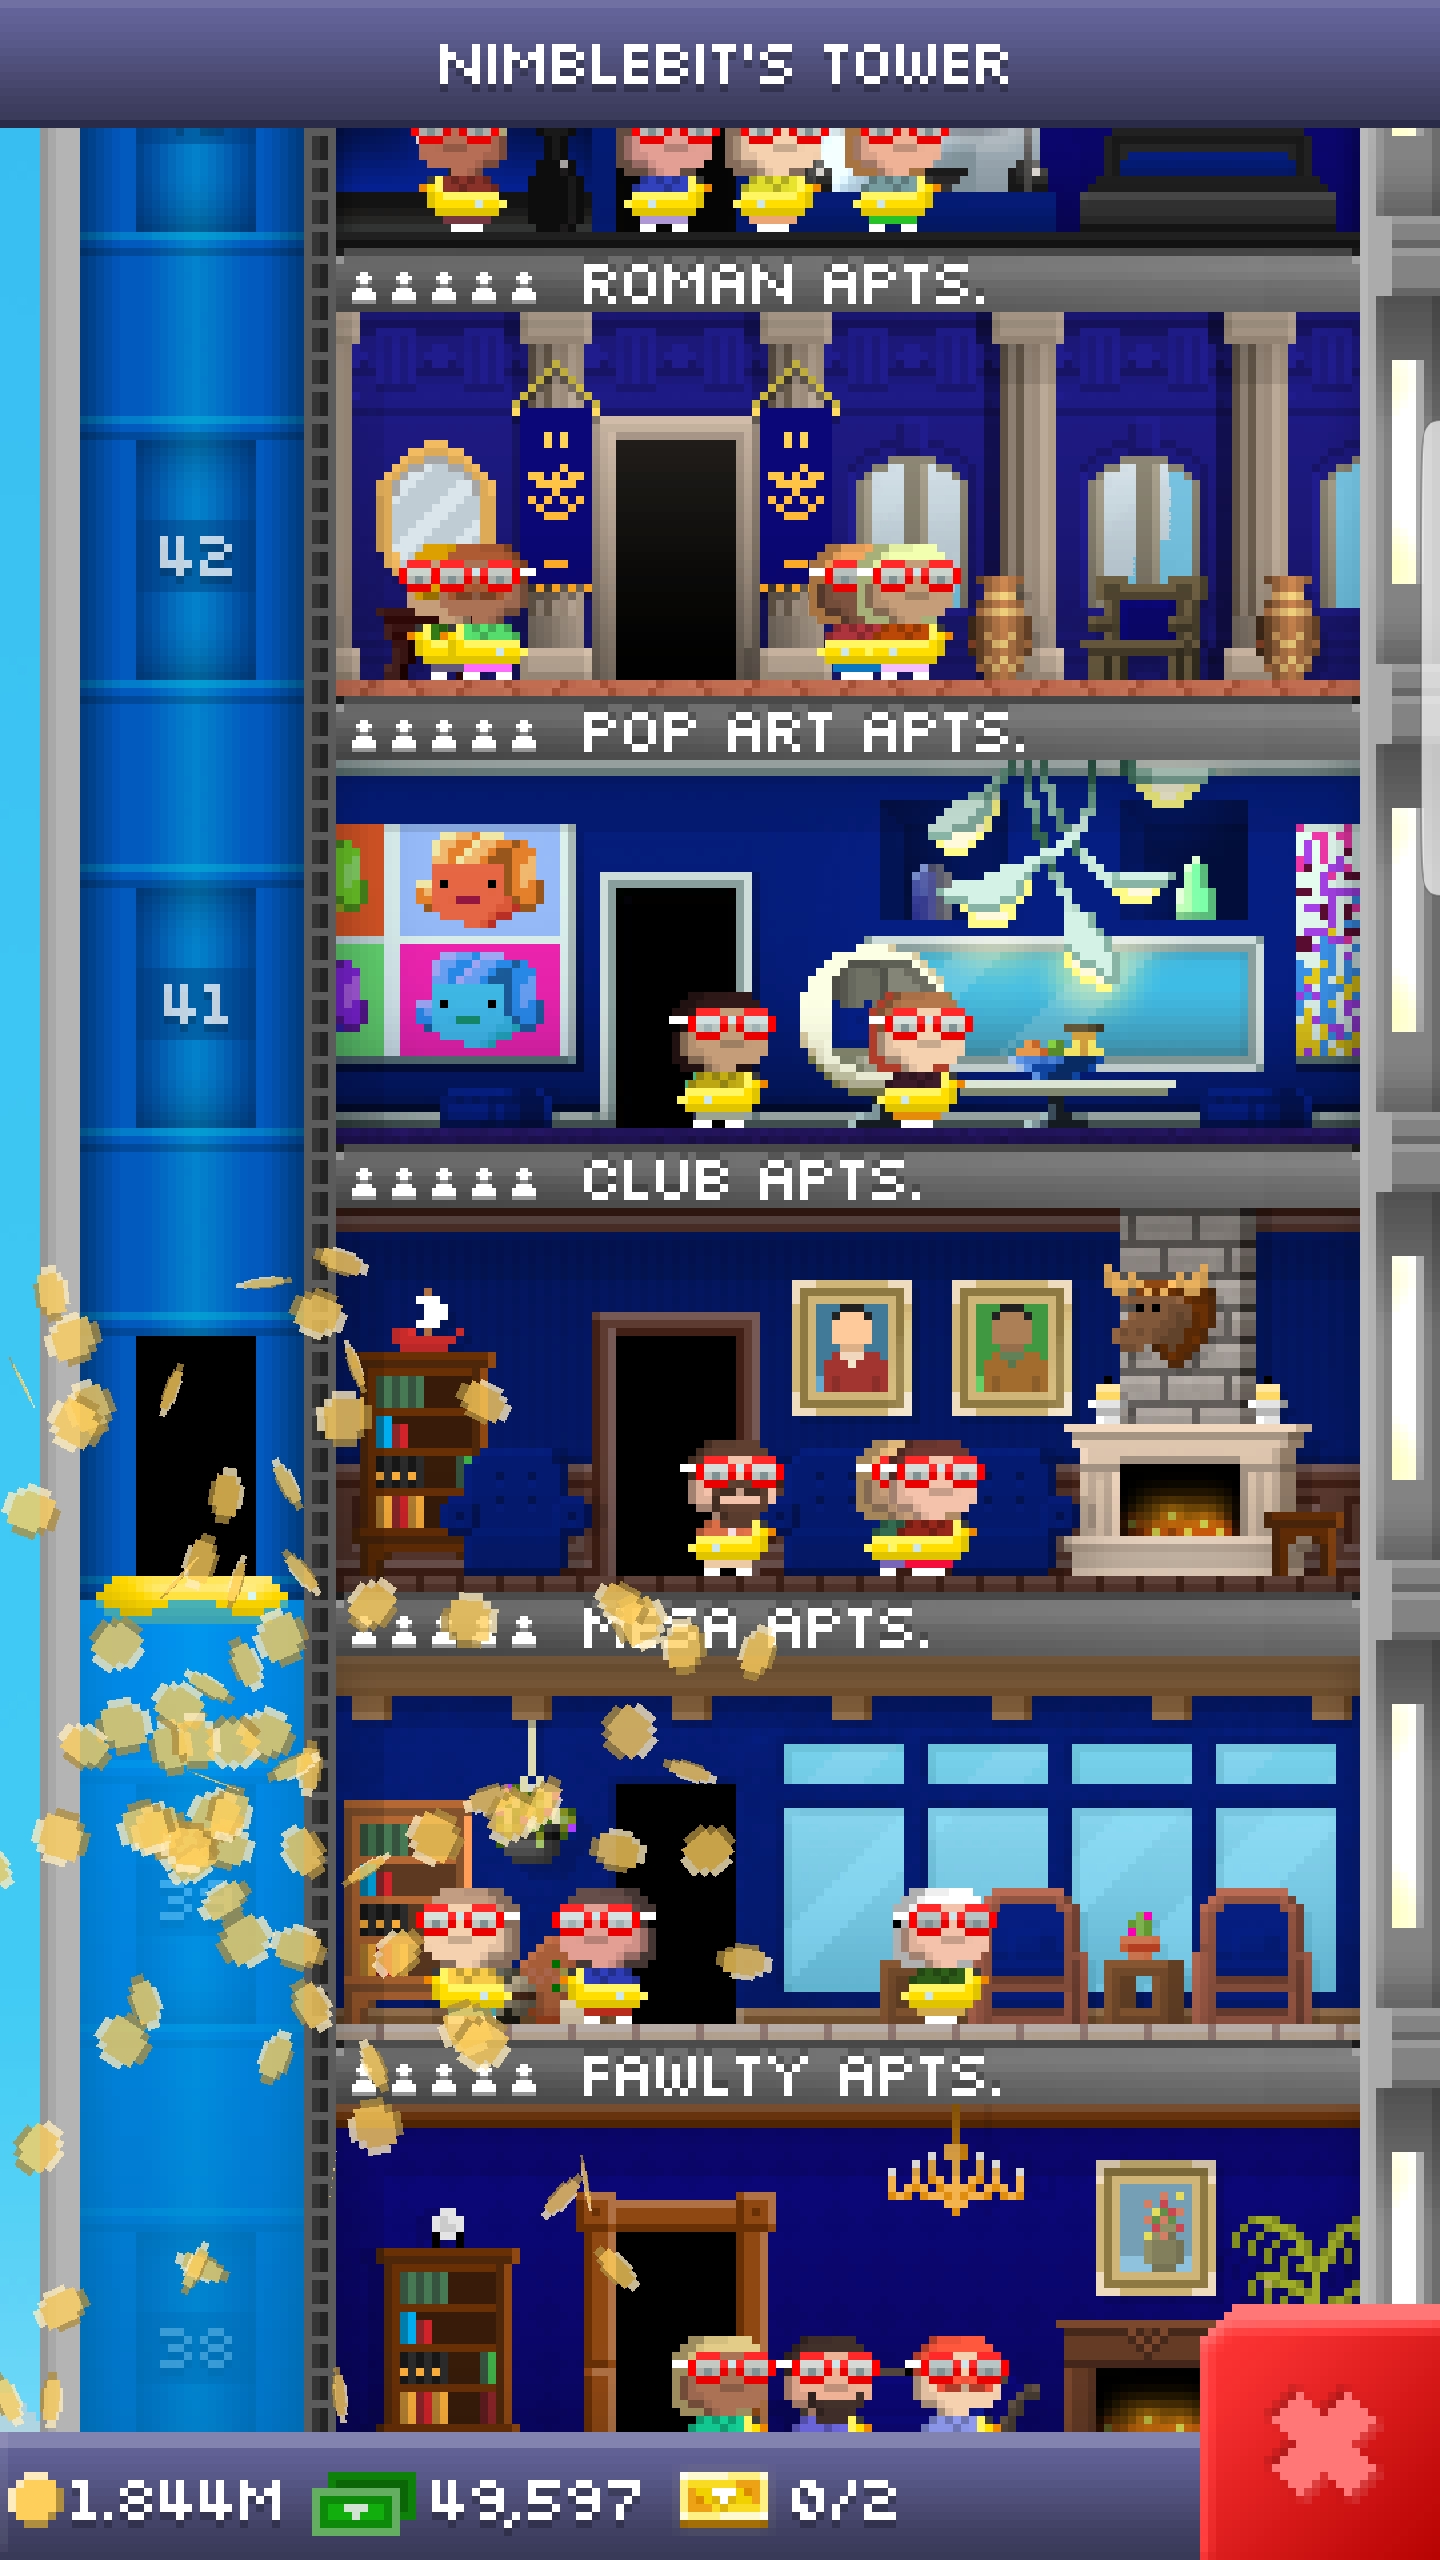 NIMBLEBIT'S TOWER
ROMAN APTS.
42
POP ART APTS.
41
CLUB APTS.
APTS.
FAWLTY APTS.
38
1.844M 49,597 0/2